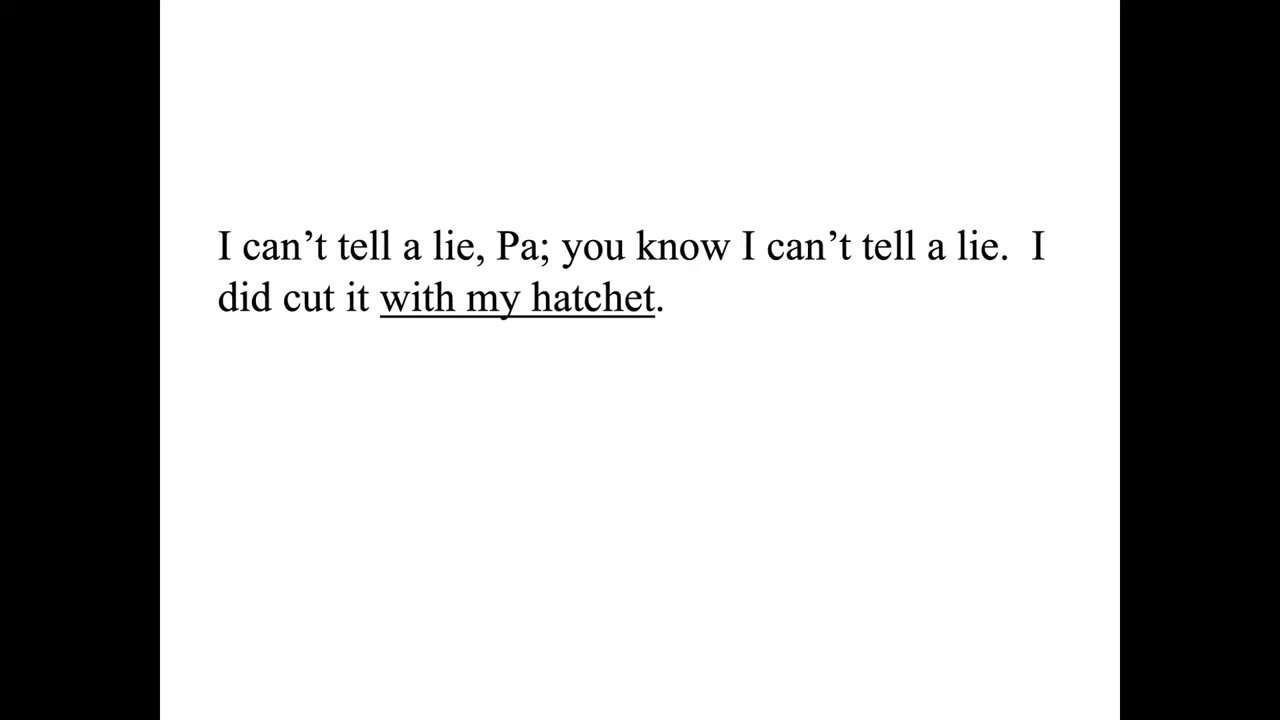 I can’t tell a lie, Pa; you know I can’t tell a lie.  I
did cut it with my hatchet.